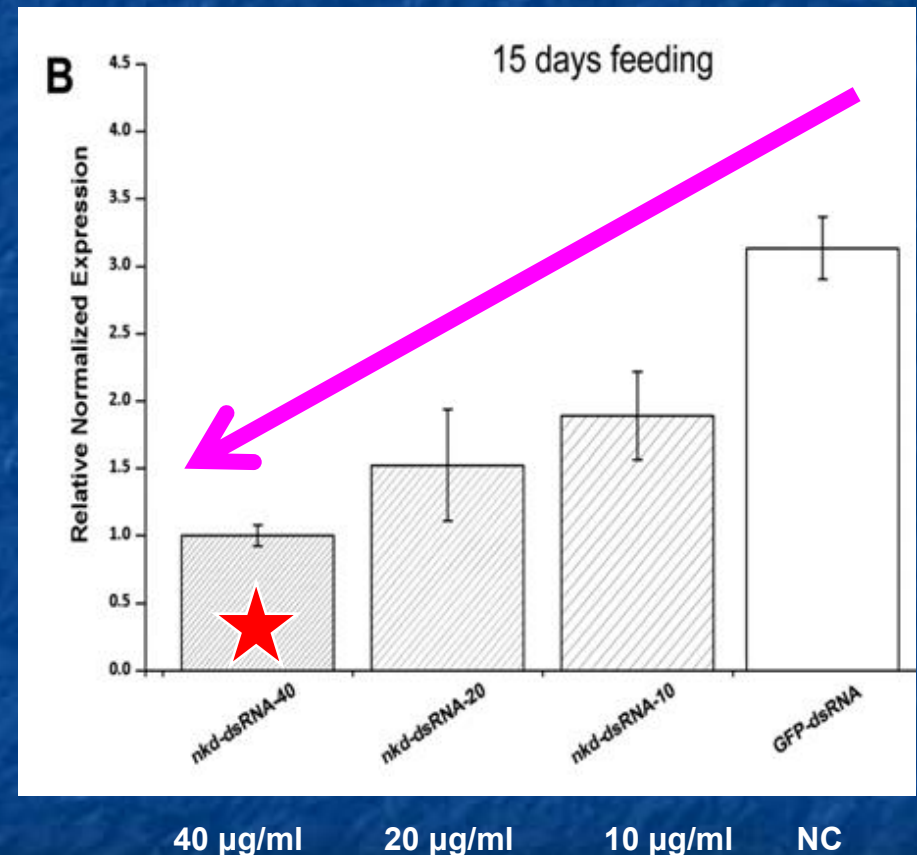 B
15 days feeding
Relative Normalized Expression
4.5
4.0
3.5
3.0
2.5
2.0
1.5
1.0
0.5
0.0
nkd-dsRNA-40
nkd-dsRNA-20
nkd-dsRNA-10
GFP-dsRNA
40 µg/ml 20 µg/ml 10 µg/ml NC